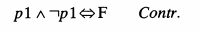 p1 ∧ ¬p1 ⇔ F Contr.